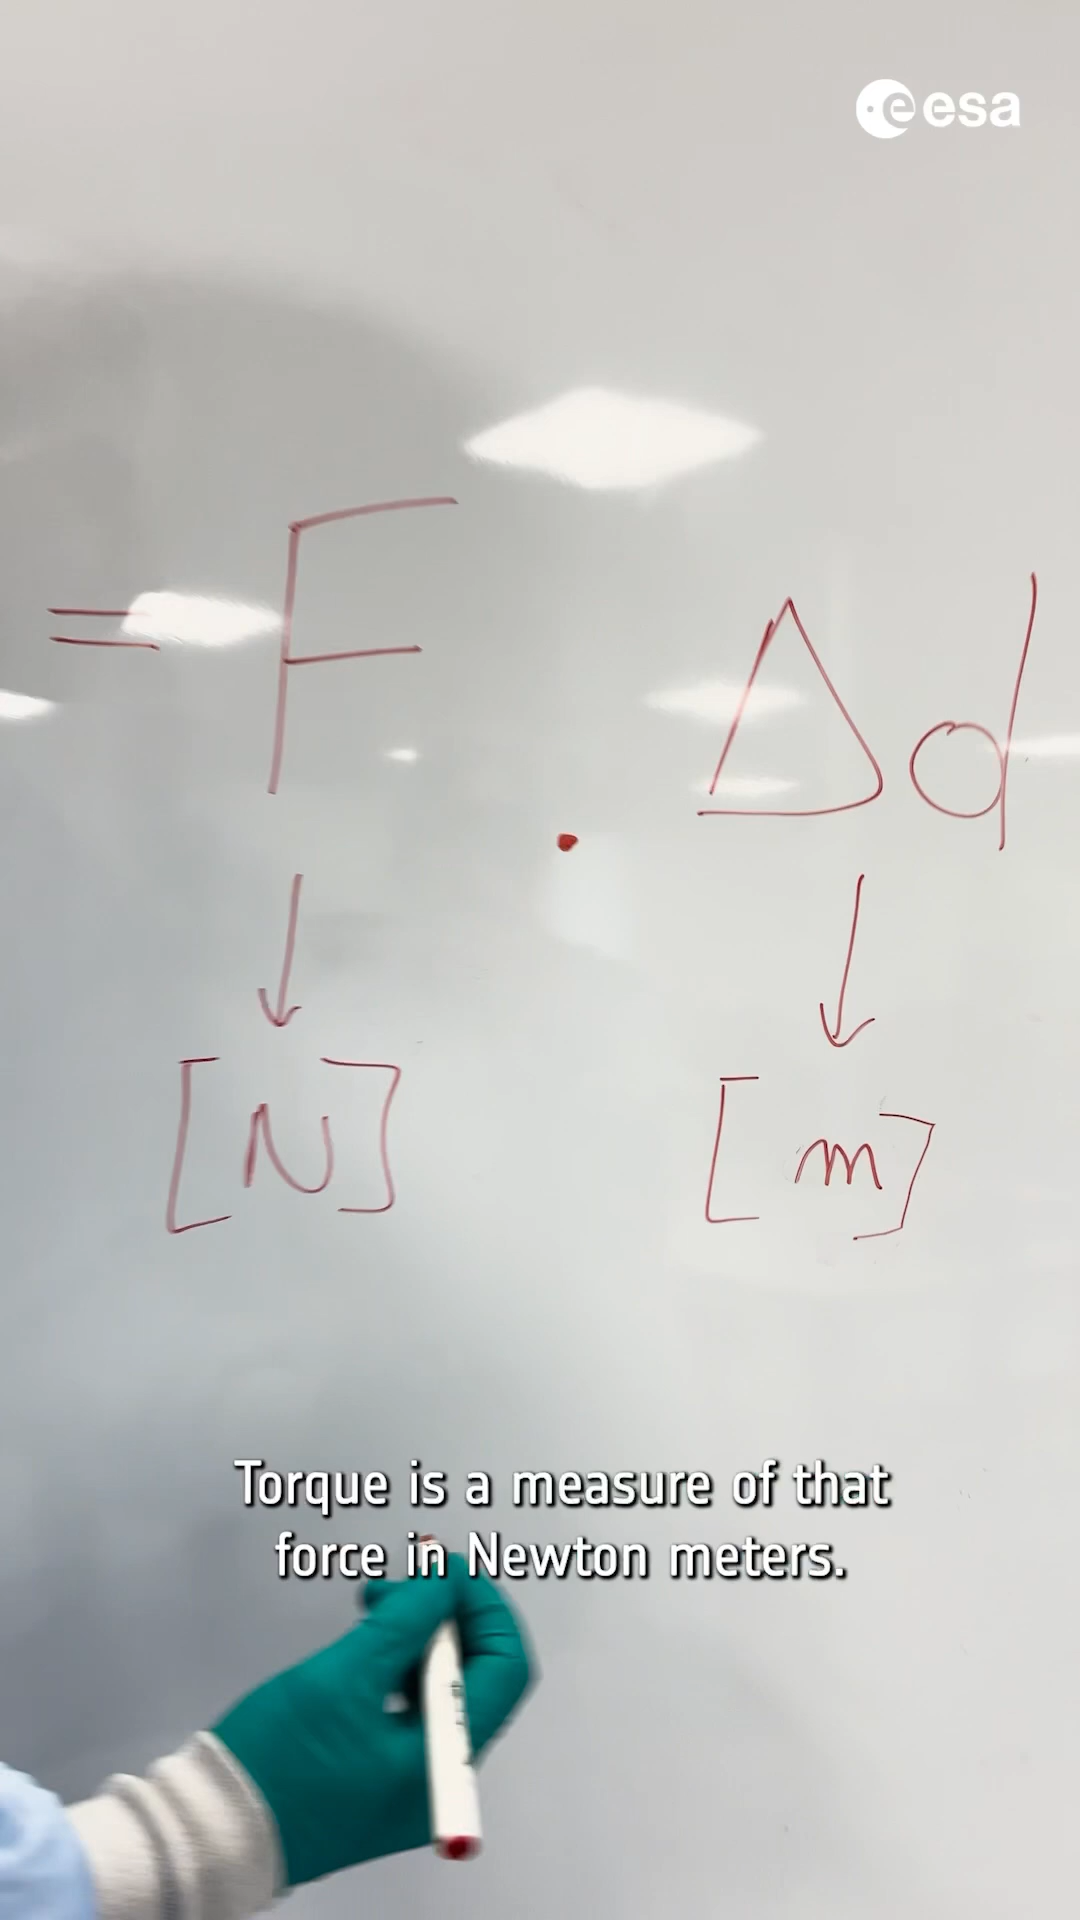 esa
= F . Δd
↓ ↓
[N] [m]
Torque is a measure of that
force in Newton meters.